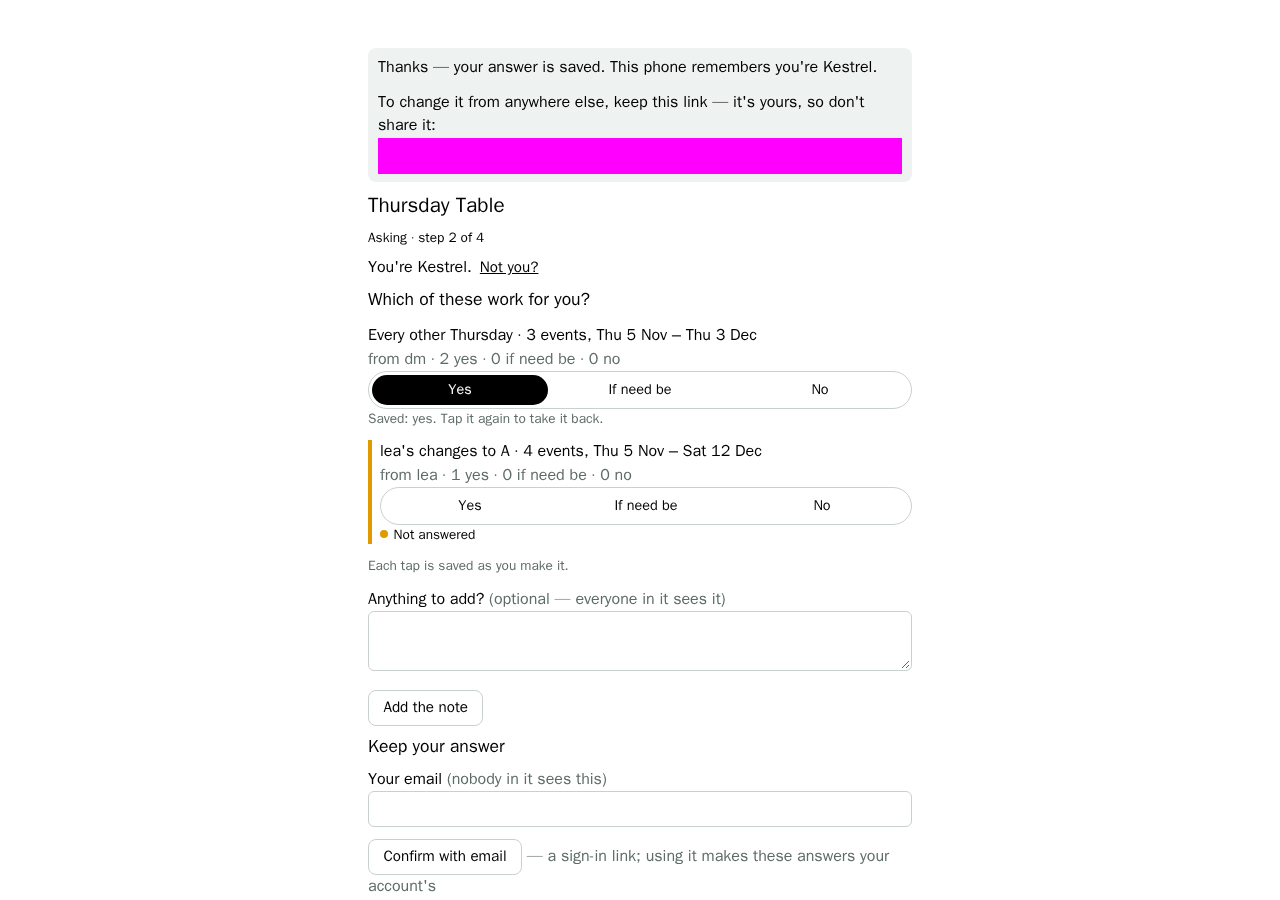 Thanks — your answer is saved. This phone remembers you're Kestrel.
To change it from anywhere else, keep this link — it's yours, so don't
share it:
Thursday Table
Asking · step 2 of 4
You're Kestrel. Not you?
Which of these work for you?
Every other Thursday · 3 events, Thu 5 Nov – Thu 3 Dec
from dm · 2 yes · 0 if need be · 0 no
Yes If need be No
Saved: yes. Tap it again to take it back.
lea's changes to A · 4 events, Thu 5 Nov – Sat 12 Dec
from lea · 1 yes · 0 if need be · 0 no
Yes If need be No
Not answered
Each tap is saved as you make it.
Anything to add? (optional — everyone in it sees it)
Add the note
Keep your answer
Your email (nobody in it sees this)
Confirm with email — a sign-in link; using it makes these answers your
account's